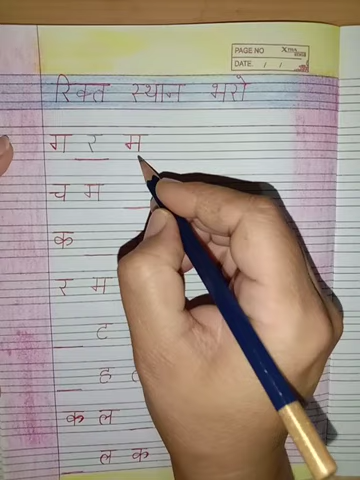 PAGE NO
DATE / /
रिक्त स्थान भरो
ग र म
च म _
क _
र म
_ ट
_ ह
क ल
_ ल क